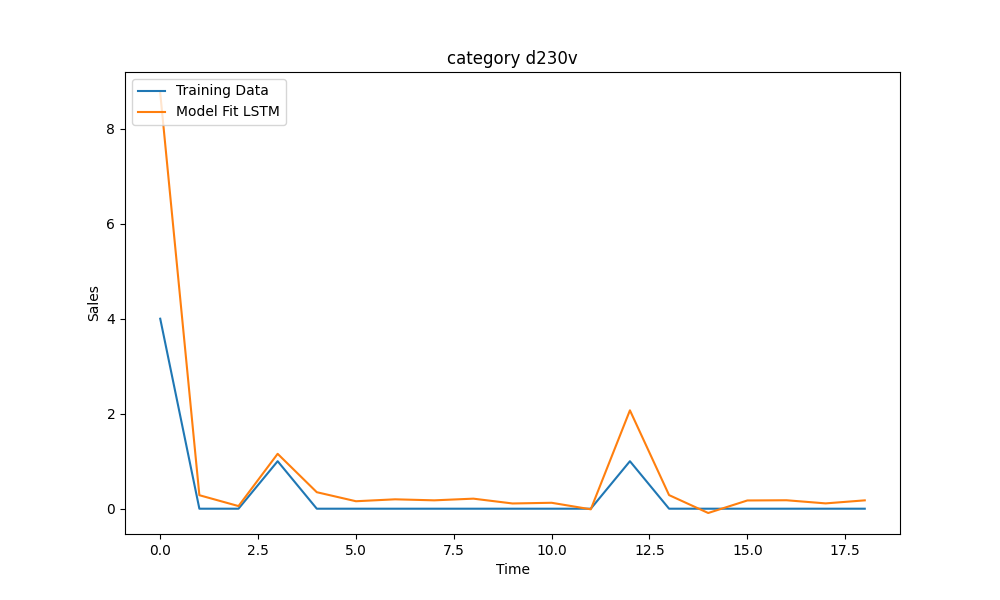 category d230v
Training Data
Model Fit LSTM
8
6
4
2
0
Sales
0.0 2.5 5.0 7.5 10.0 12.5 15.0 17.5
Time